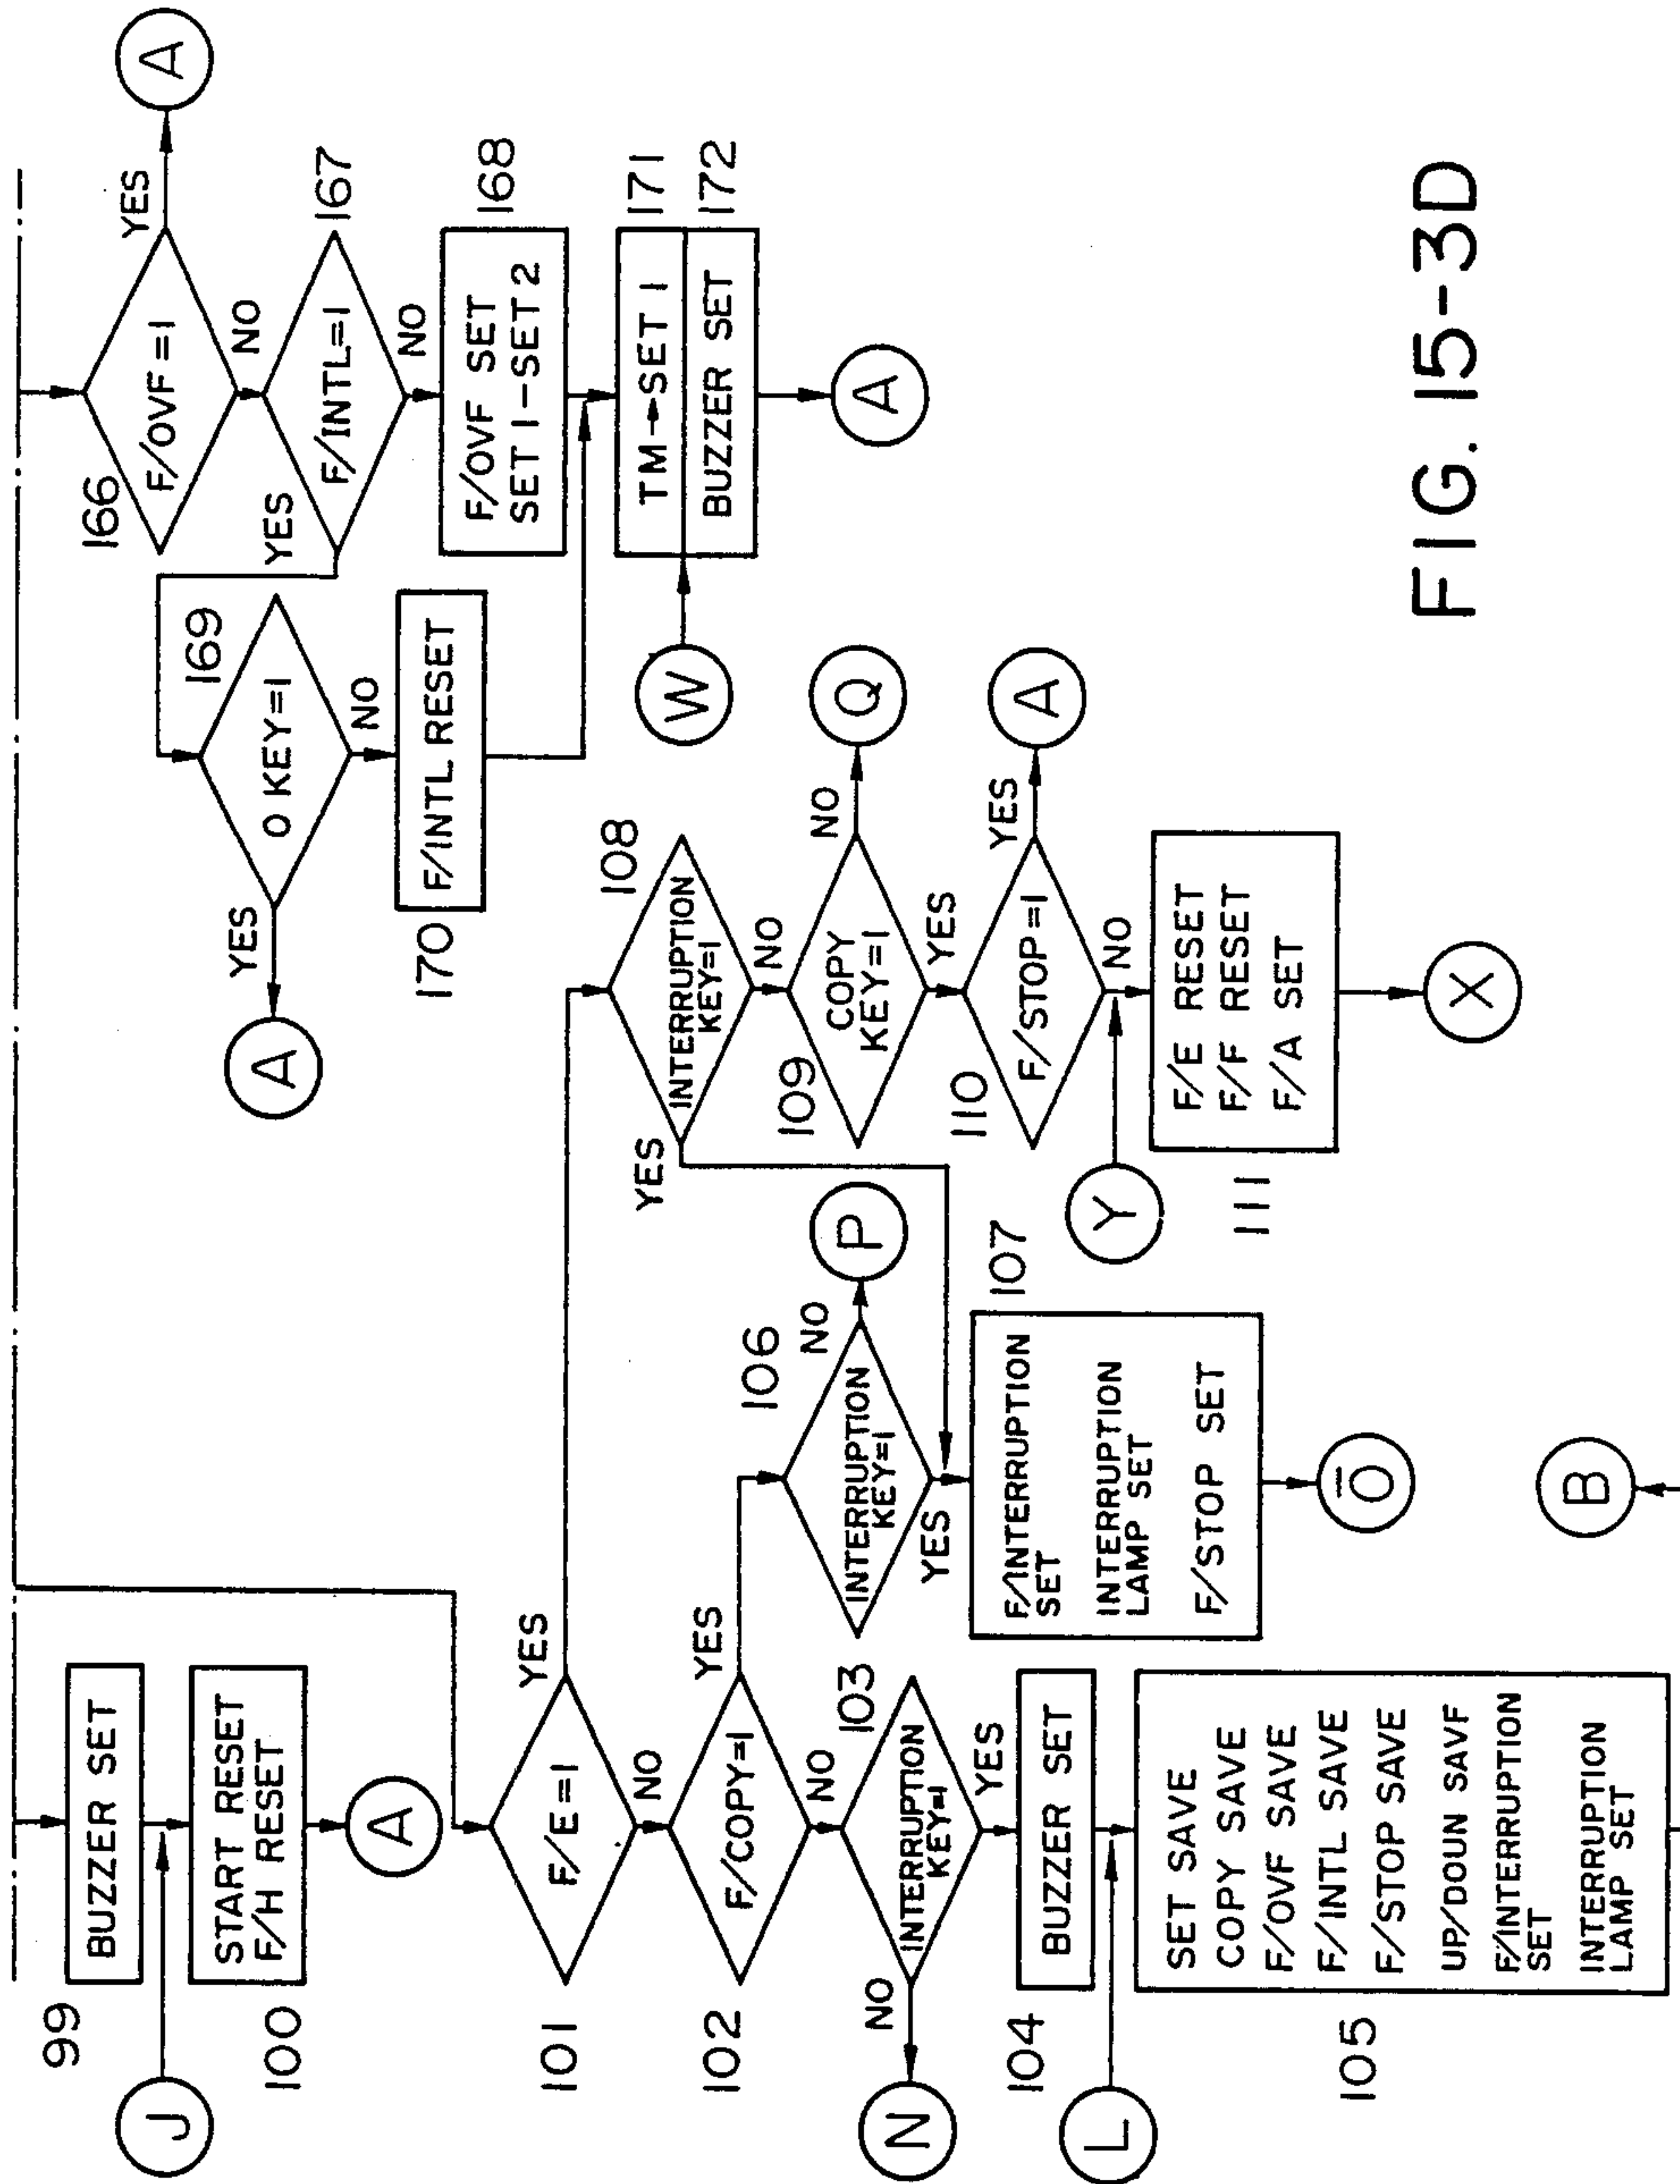 99
BUZZER SET
J
START RESET
F/H RESET
100
A
101
F/E=1
YES
NO
102
F/COPY=1
YES
NO
103
INTERRUPTION
KEY=1
NO
N
YES
104
BUZZER SET
L
105
SET SAVE
COPY SAVE
F/OVF SAVE
F/INTL SAVE
F/STOP SAVE
UP/DOUN SAVF
F/INTERRUPTION
SET
INTERRUPTION
LAMP SET
B
106
INTERRUPTION
KEY=1
NO
P
YES
107
F/INTERRUPTION
SET
INTERRUPTION
LAMP SET
F/STOP SET
O̅
108
INTERRUPTION
KEY=1
YES
NO
109
COPY
KEY=1
NO
Q
YES
110
F/STOP=1
YES
A
NO
Y
111
F/E RESET
F/F RESET
F/A SET
X
166
F/OVF=1
YES
A
NO
167
F/INTL=1
YES
NO
168
F/OVF SET
SET 1-SET 2
169
0 KEY=1
YES
A
NO
170
F/INTL RESET
W
171
TM→SET 1
172
BUZZER SET
A
FIG. 15-3D